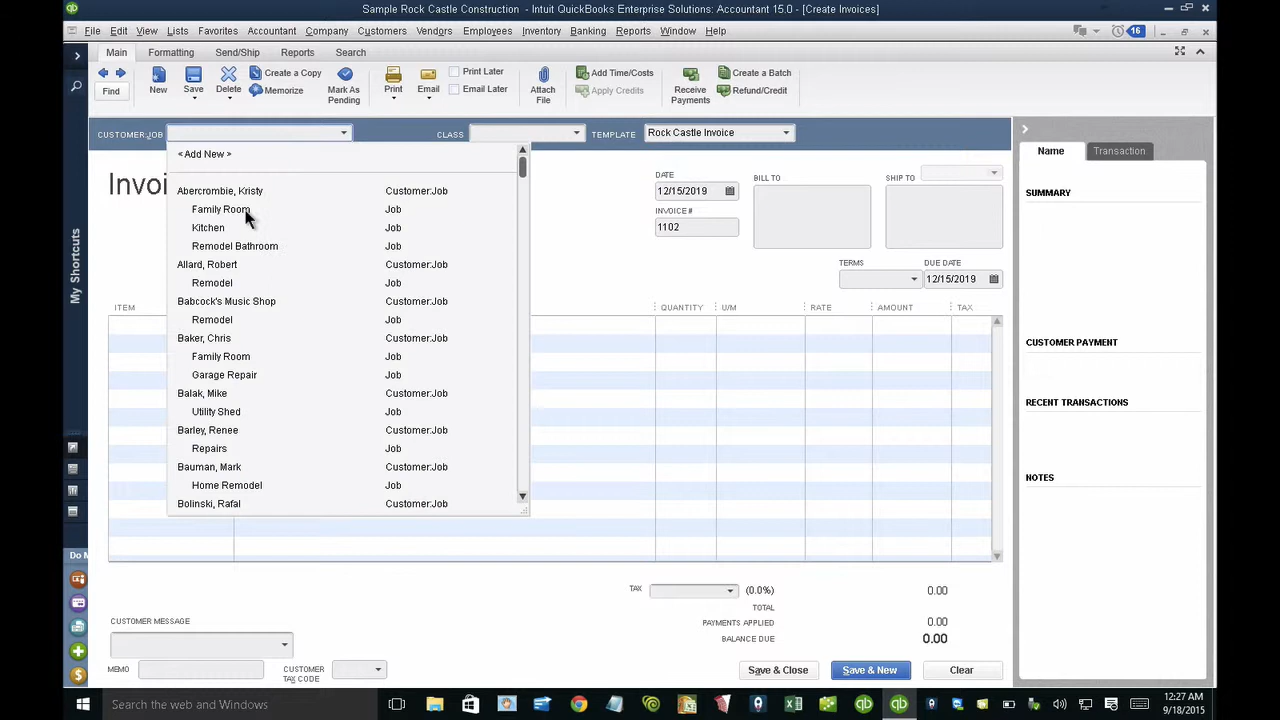 Sample Rock Castle Construction - Intuit QuickBooks Enterprise Solutions: Accountant 15.0 - [Create Invoices]
File Edit View Lists Favorites Accountant Company Customers Vendors Employees Inventory Banking Reports Window Help
16
Main Formatting Send/Ship Reports Search
Find
New
Save
Delete
Create a Copy
Memorize
Mark As Pending
Print
Email
Print Later
Email Later
Attach File
Add Time/Costs
Apply Credits
Receive Payments
Create a Batch
Refund/Credit
CUSTOMER:JOB
CLASS
TEMPLATE Rock Castle Invoice
< Add New >
Abercrombie, Kristy Customer:Job
Family Room Job
Kitchen Job
Remodel Bathroom Job
Allard, Robert Customer:Job
Remodel Job
Babcock's Music Shop Customer:Job
Remodel Job
Baker, Chris Customer:Job
Family Room Job
Garage Repair Job
Balak, Mike Customer:Job
Utility Shed Job
Barley, Renee Customer:Job
Repairs Job
Bauman, Mark Customer:Job
Home Remodel Job
Bolinski, Rafal Customer:Job
Invoi
DATE
12/15/2019
INVOICE #
1102
BILL TO
SHIP TO
TERMS
DUE DATE
12/15/2019
ITEM QUANTITY U/M RATE AMOUNT TAX
TAX (0.0%) 0.00
TOTAL
PAYMENTS APPLIED 0.00
BALANCE DUE 0.00
CUSTOMER MESSAGE
MEMO
CUSTOMER TAX CODE
Save & Close
Save & New
Clear
Name Transaction
SUMMARY
CUSTOMER PAYMENT
RECENT TRANSACTIONS
NOTES
My Shortcuts
Do M
Search the web and Windows
12:27 AM
9/18/2015